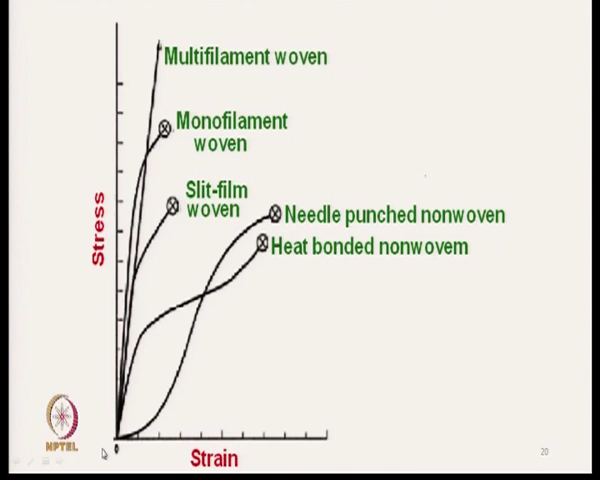 Multifilament woven
Monofilament
woven
Slit-film
woven
Needle punched nonwoven
Heat bonded nonwovem
Stress
0
Strain
NPTEL
20